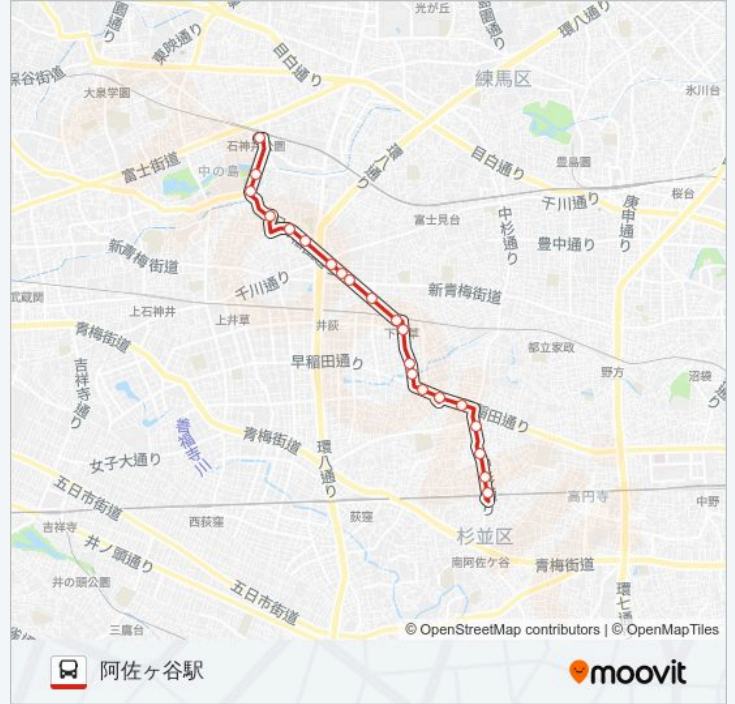 光が丘
環八通り
東映通り
目白通り
保谷街道
練馬区
大泉学園
氷川台
石神井公園
富士街道
中の島
環八通り
目白通り
豊島園
桜台
千川通り
富士見台
中杉通り
庚申通り
豊中通り
新青梅街道
千川通り
新青梅街道
武蔵関
上石神井
上井草
井荻
下井草
青梅街道
早稲田通り
都立家政
野方
沼袋
吉祥寺通り
善福寺川
青梅街道
環八通り
女子大通り
五日市街道
高円寺
中野
西荻窪
荻窪
吉祥寺
杉並区
井ノ頭通り
南阿佐ケ谷
青梅街道
井の頭公園
五日市街道
環七通
三鷹台
© OpenStreetMap contributors | © OpenMapTiles
阿佐ヶ谷駅
moovit